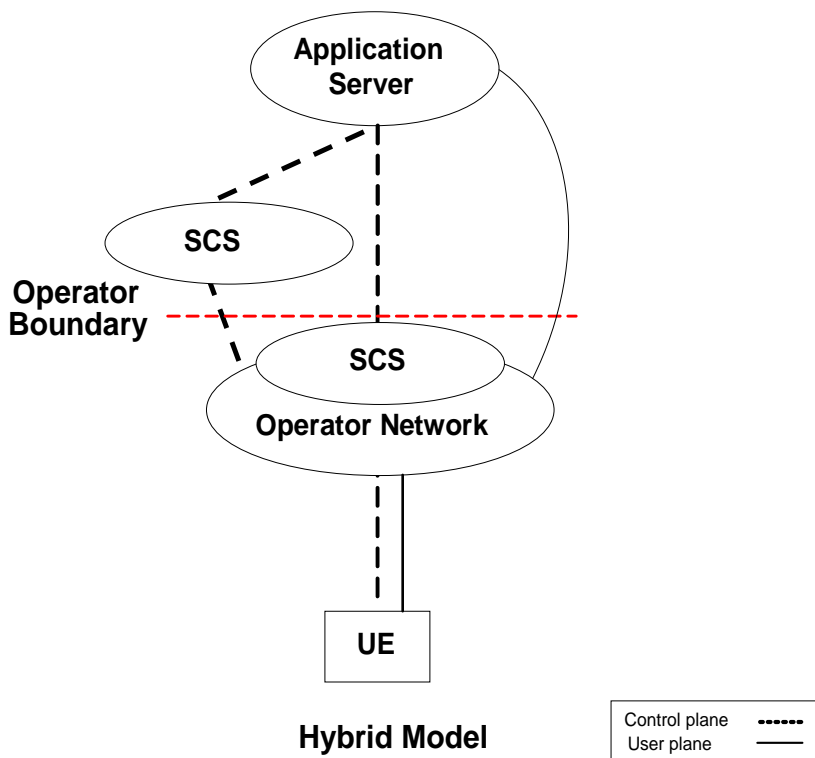 Application
Server
SCS
Operator
Boundary
SCS
Operator Network
UE
Hybrid Model
Control plane
User plane